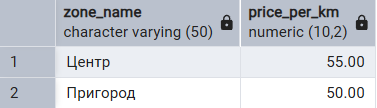 zone_name price_per_km
character varying (50) numeric (10,2)
1 Центр 55.00
2 Пригород 50.00